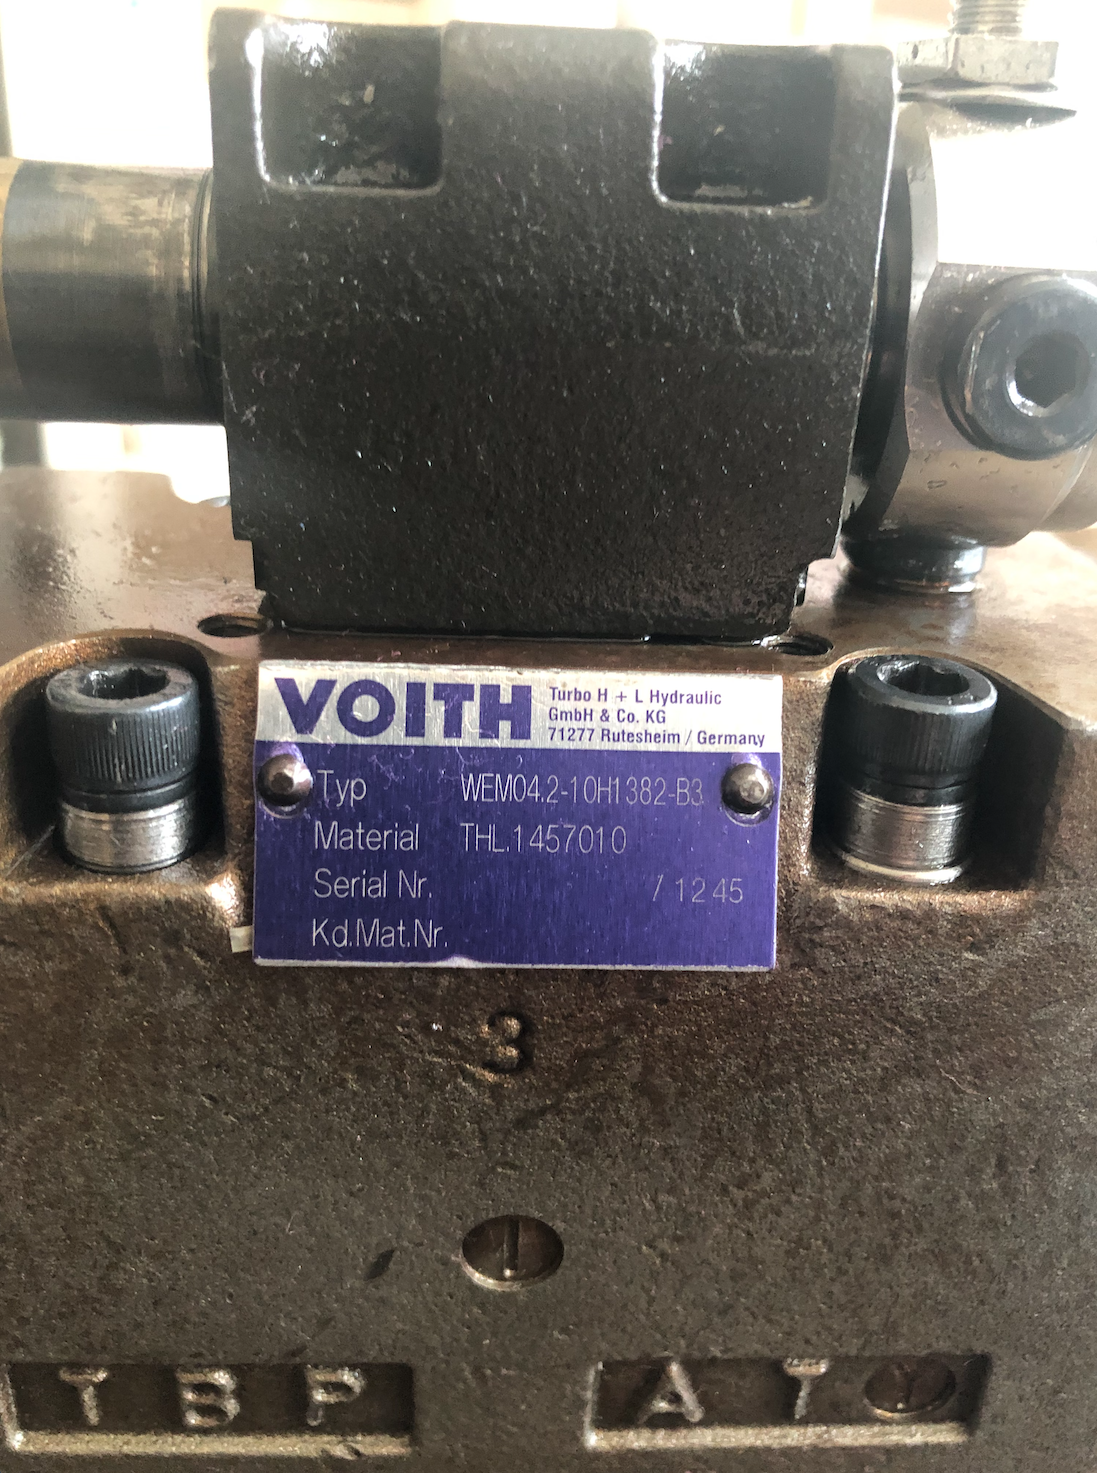 VOITH
Turbo H + L Hydraulic
GmbH & Co. KG
71277 Rutesheim / Germany
Typ WEM04.2-10H1382-B3
Material THL.1457010
Serial Nr. / 1245
Kd.Mat.Nr.
3
T B P A T